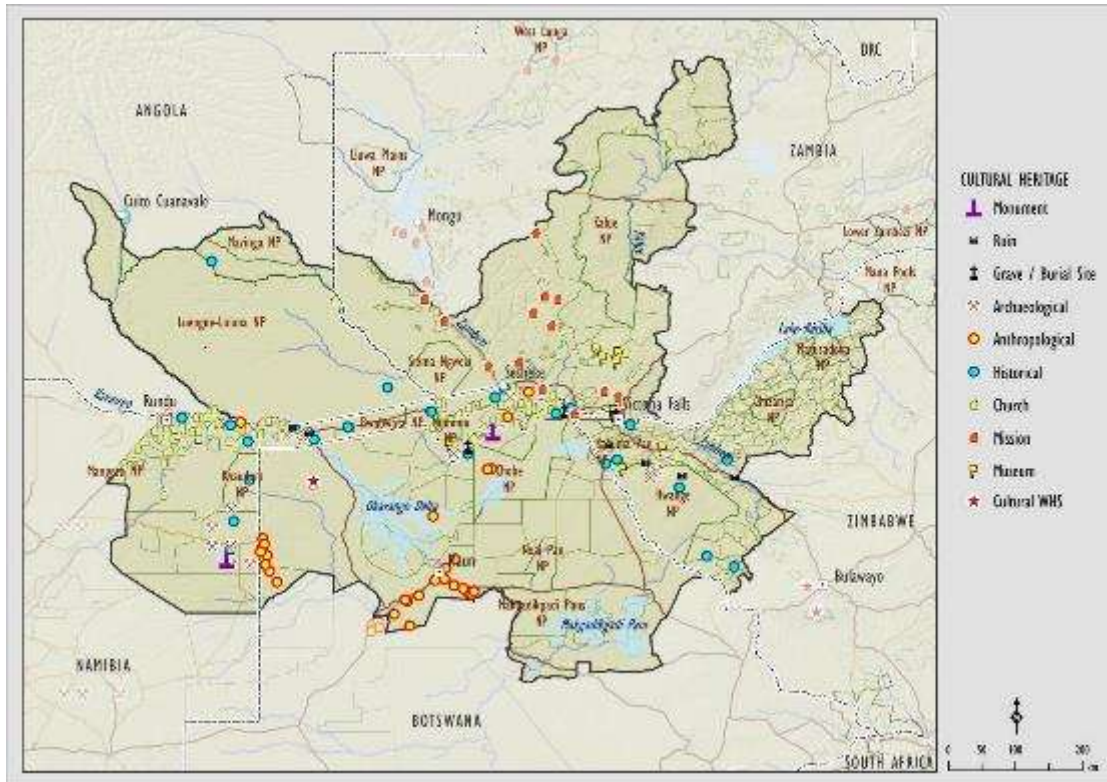 West Lunga
NP
DRC
ANGOLA
ZAMBIA
Liuwa Plains
NP
Cuito Cuanavale
Mongu
Kafue
NP
Lower Zambezi
NP
Mana Pools
NP
Mavinga NP
Luengue-Luiana NP
Lake Kariba
Matusadona
NP
Sioma Ngwezi
NP
Sesheke
Chizarira
NP
Rundu
Victoria Falls
Mangetti NP
Khaudum
NP
Chobe
NP
Hwange
NP
Okavango Delta
ZIMBABWE
Nxai Pan
NP
Maun
Bulawayo
Makgadikgadi Pans
NP
Makgadikgadi Pans
NAMIBIA
BOTSWANA
SOUTH AFRICA
CULTURAL HERITAGE
Monument
Ruin
Grave / Burial Site
Archaeological
Anthropological
Historical
Church
Mission
Museum
Cultural WHS
0 50 100 200
km